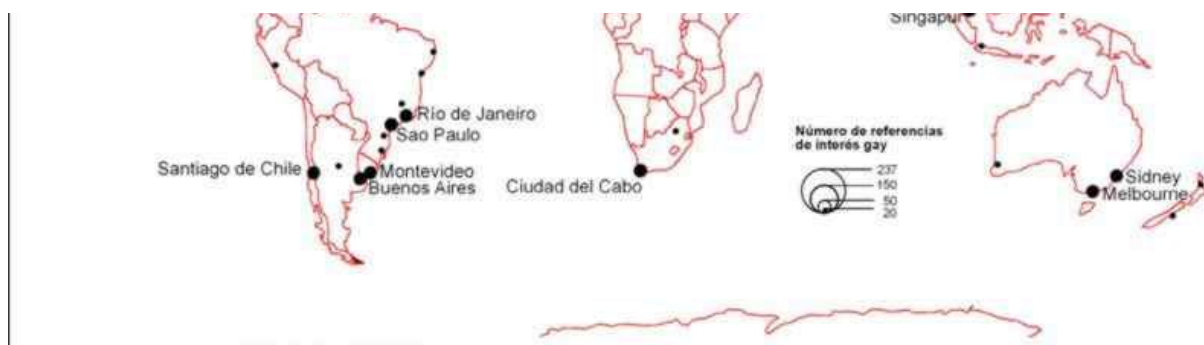 Singapur
Río de Janeiro
Sao Paulo
Santiago de Chile
Montevideo
Buenos Aires
Ciudad del Cabo
Número de referencias
de interés gay
237
150
50
20
Sidney
Melbourne